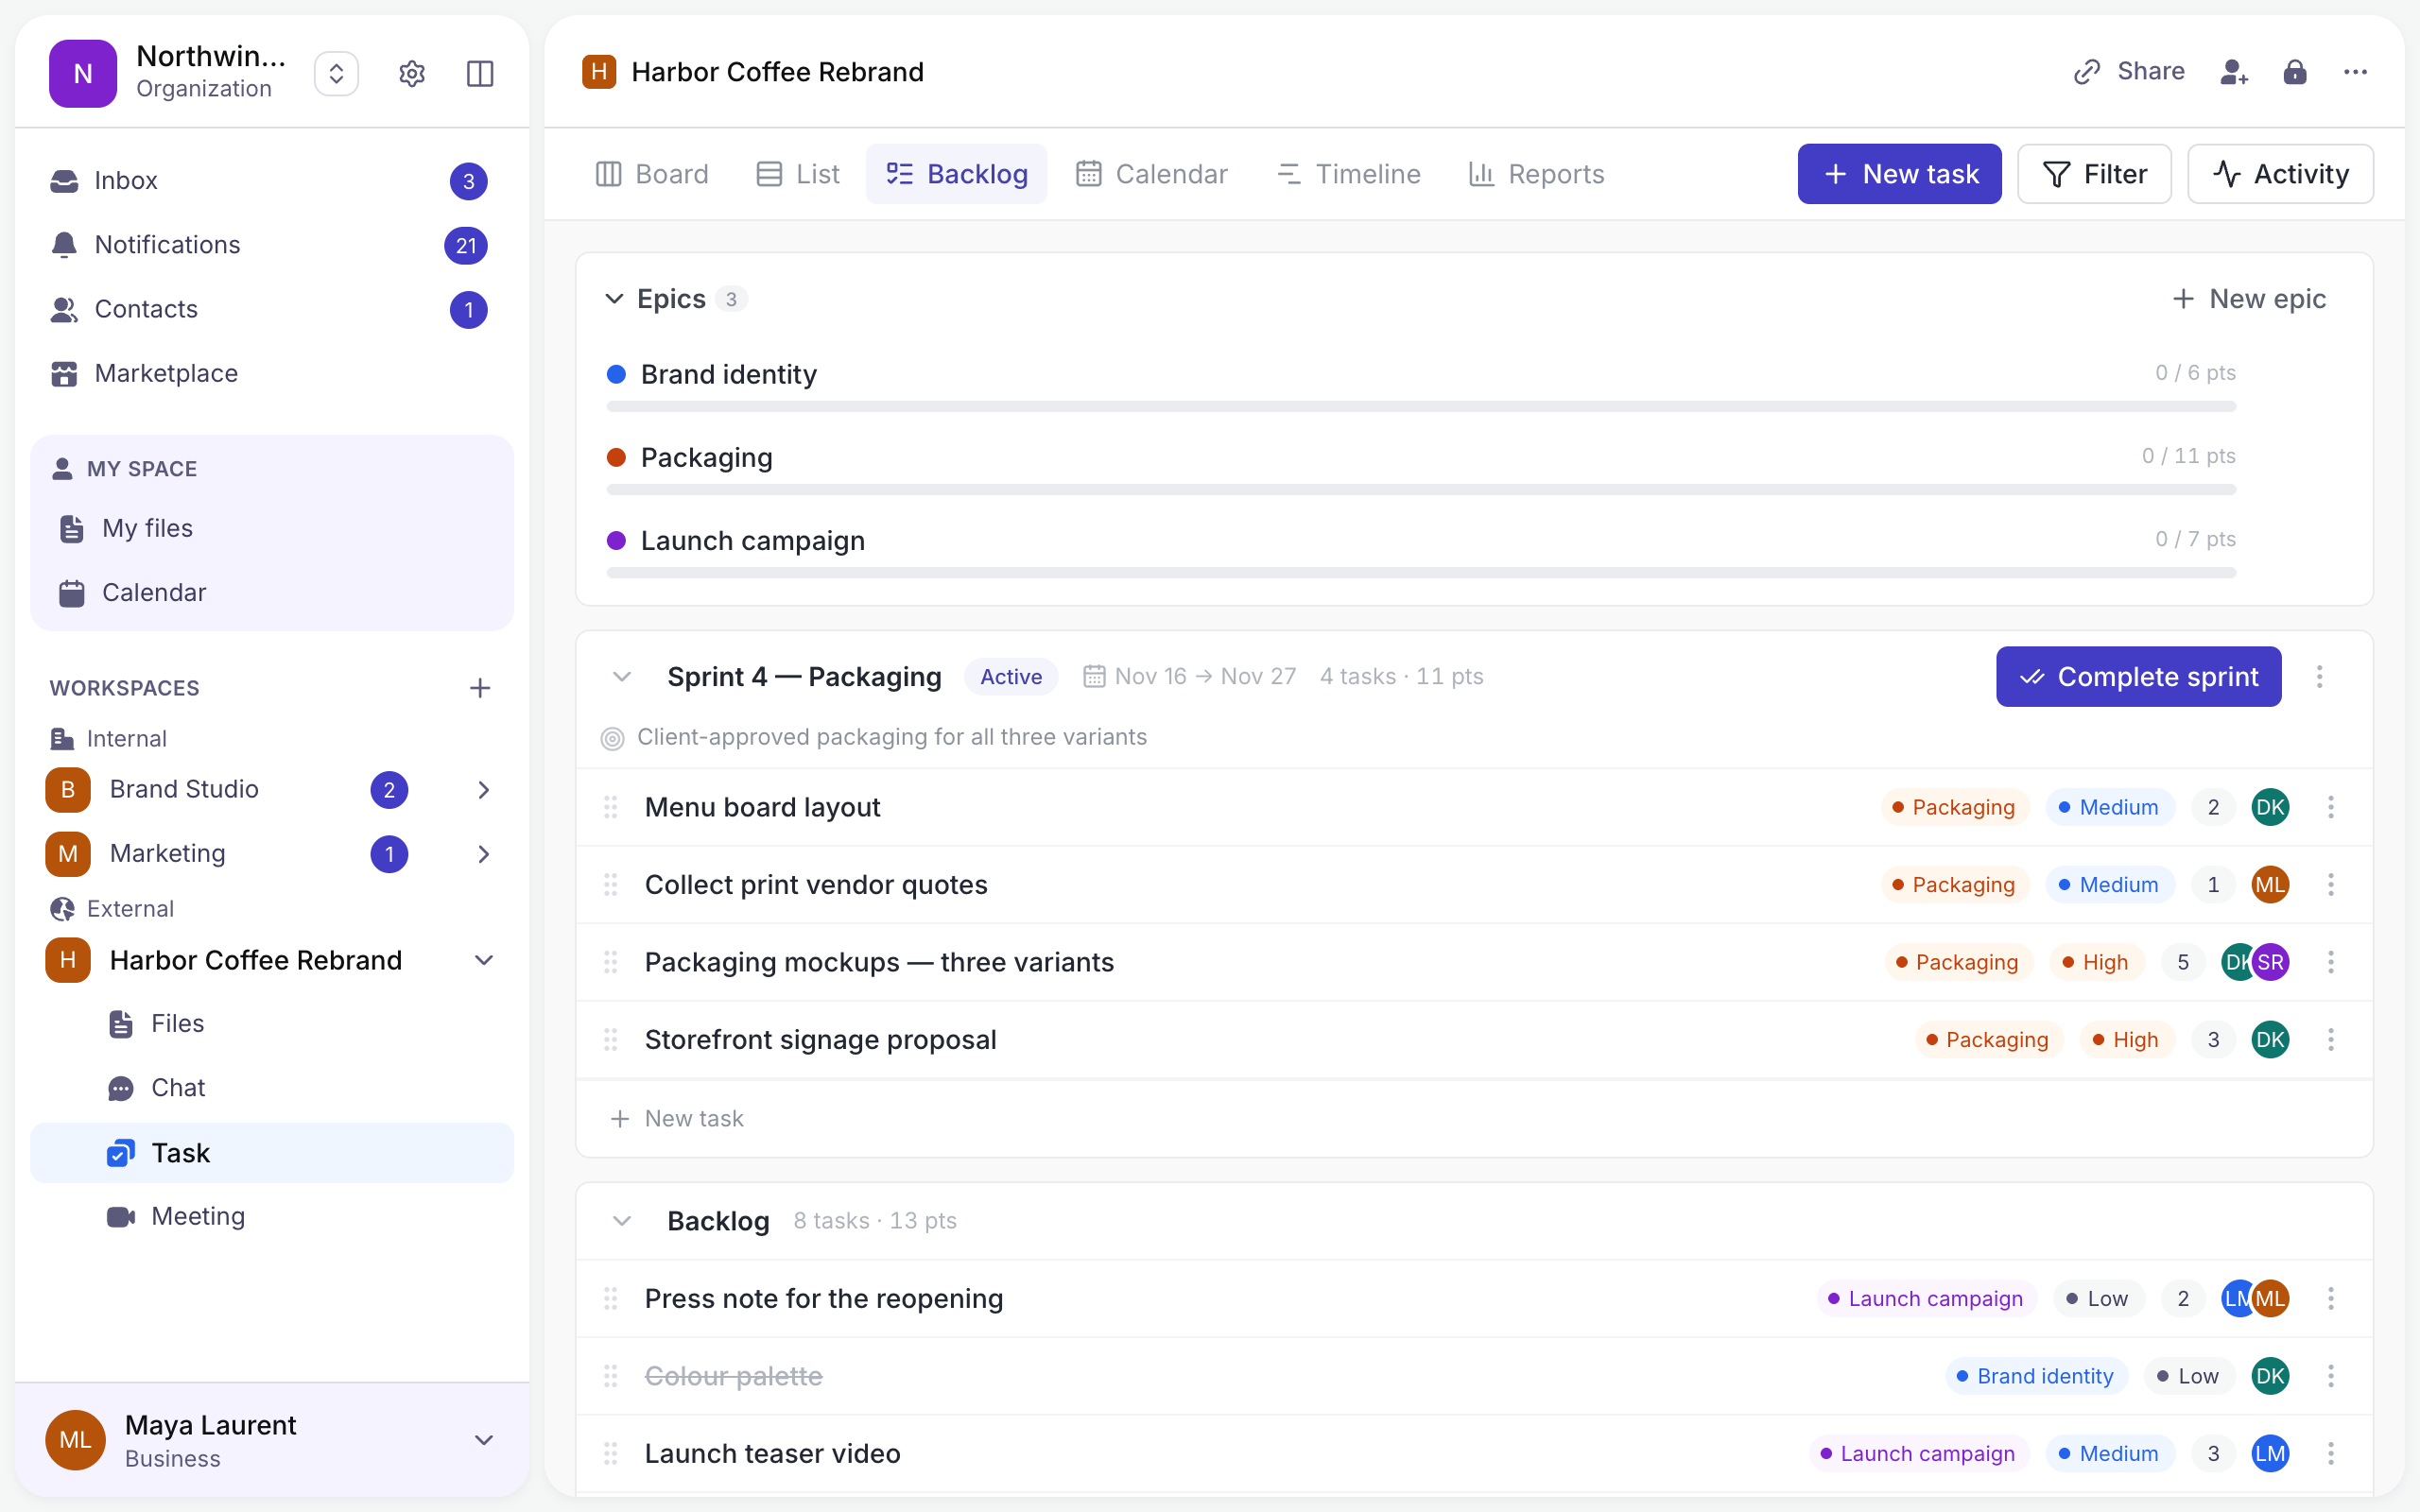 N
Northwin...
Organization
Inbox
3
Notifications
21
Contacts
1
Marketplace
MY SPACE
My files
Calendar
WORKSPACES
Internal
B
Brand Studio
2
M
Marketing
1
External
H
Harbor Coffee Rebrand
Files
Chat
Task
Meeting
ML
Maya Laurent
Business
H
Harbor Coffee Rebrand
Share
Board
List
Backlog
Calendar
Timeline
Reports
New task
Filter
Activity
Epics 3
New epic
Brand identity
0 / 6 pts
Packaging
0 / 11 pts
Launch campaign
0 / 7 pts
Sprint 4 — Packaging
Active
Nov 16 → Nov 27
4 tasks · 11 pts
Complete sprint
Client-approved packaging for all three variants
Menu board layout
Packaging
Medium
2
DK
Collect print vendor quotes
Packaging
Medium
1
ML
Packaging mockups — three variants
Packaging
High
5
DK
SR
Storefront signage proposal
Packaging
High
3
DK
New task
Backlog
8 tasks · 13 pts
Press note for the reopening
Launch campaign
Low
2
LM
ML
Colour palette
Brand identity
Low
DK
Launch teaser video
Launch campaign
Medium
3
LM